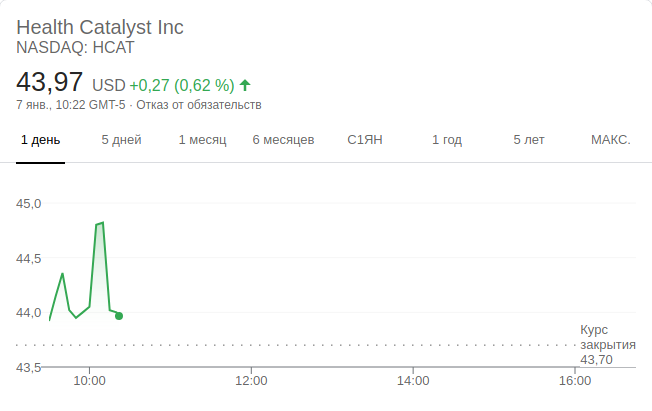 Health Catalyst Inc
NASDAQ: HCAT
43,97 USD +0,27 (0,62 %)
7 янв., 10:22 GMT-5 · Отказ от обязательств
1 день 5 дней 1 месяц 6 месяцев С1ЯН 1 год 5 лет МАКС.
45,0
44,5
44,0
Курс
закрытия
43,70
43,5
10:00 12:00 14:00 16:00